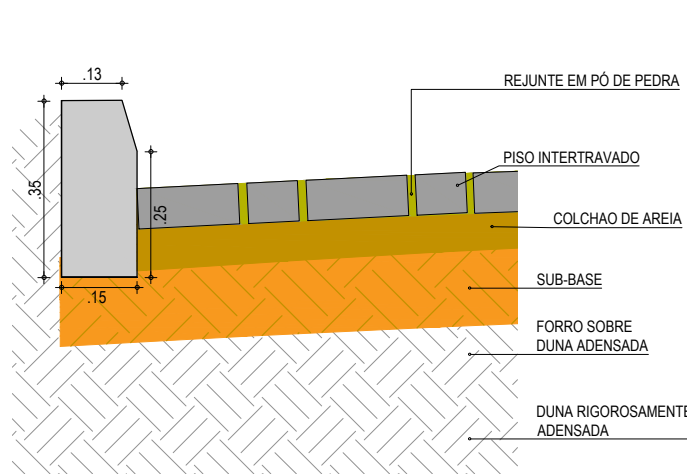 .13
REJUNTE EM PÓ DE PEDRA
PISO INTERTRAVADO
.35
.25
COLCHAO DE AREIA
SUB-BASE
.15
FORRO SOBRE
DUNA ADENSADA
DUNA RIGOROSAMENTE
ADENSADA